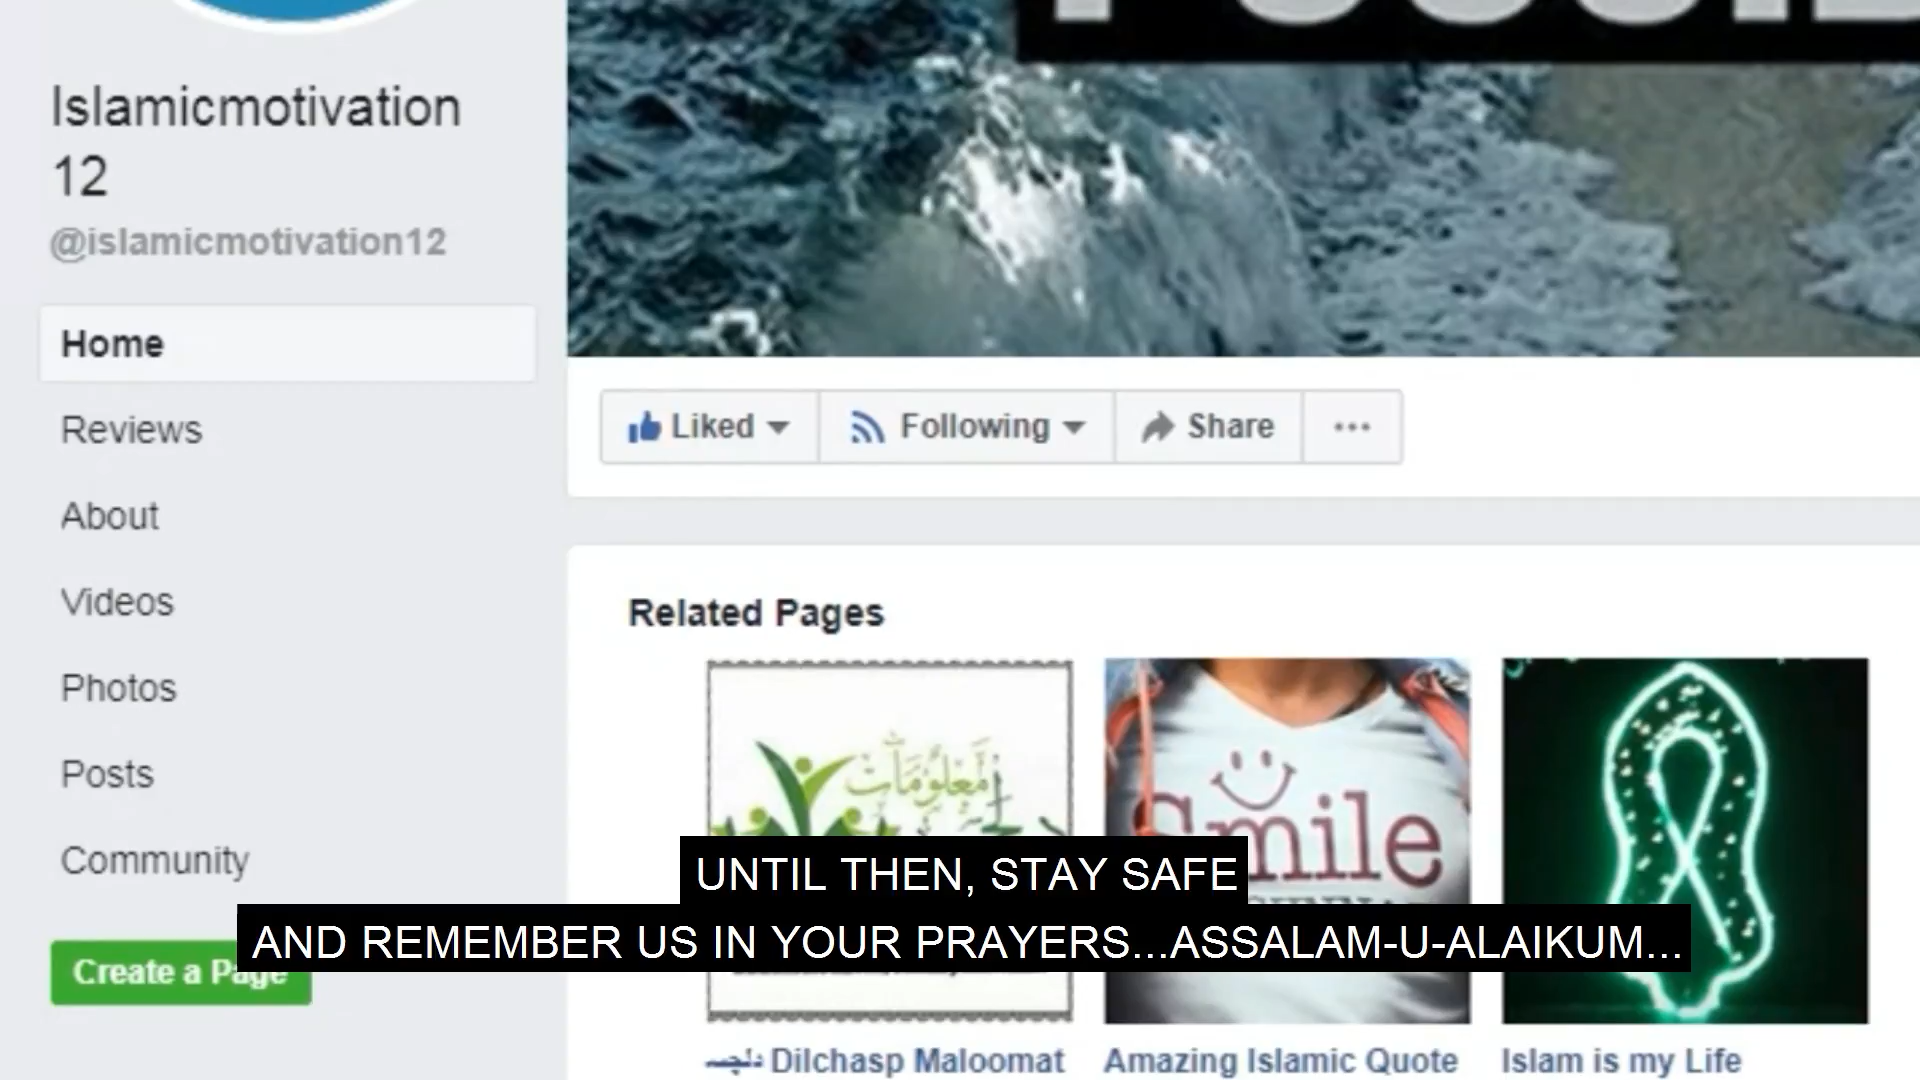 Islamicmotivation
12
@islamicmotivation12
Home
Reviews
About
Videos
Photos
Posts
Community
Create a Page
Liked
Following
Share
Related Pages
معلومات
Smile
Dilchasp Maloomat
Amazing Islamic Quote
Islam is my Life
UNTIL THEN, STAY SAFE
AND REMEMBER US IN YOUR PRAYERS...ASSALAM-U-ALAIKUM...